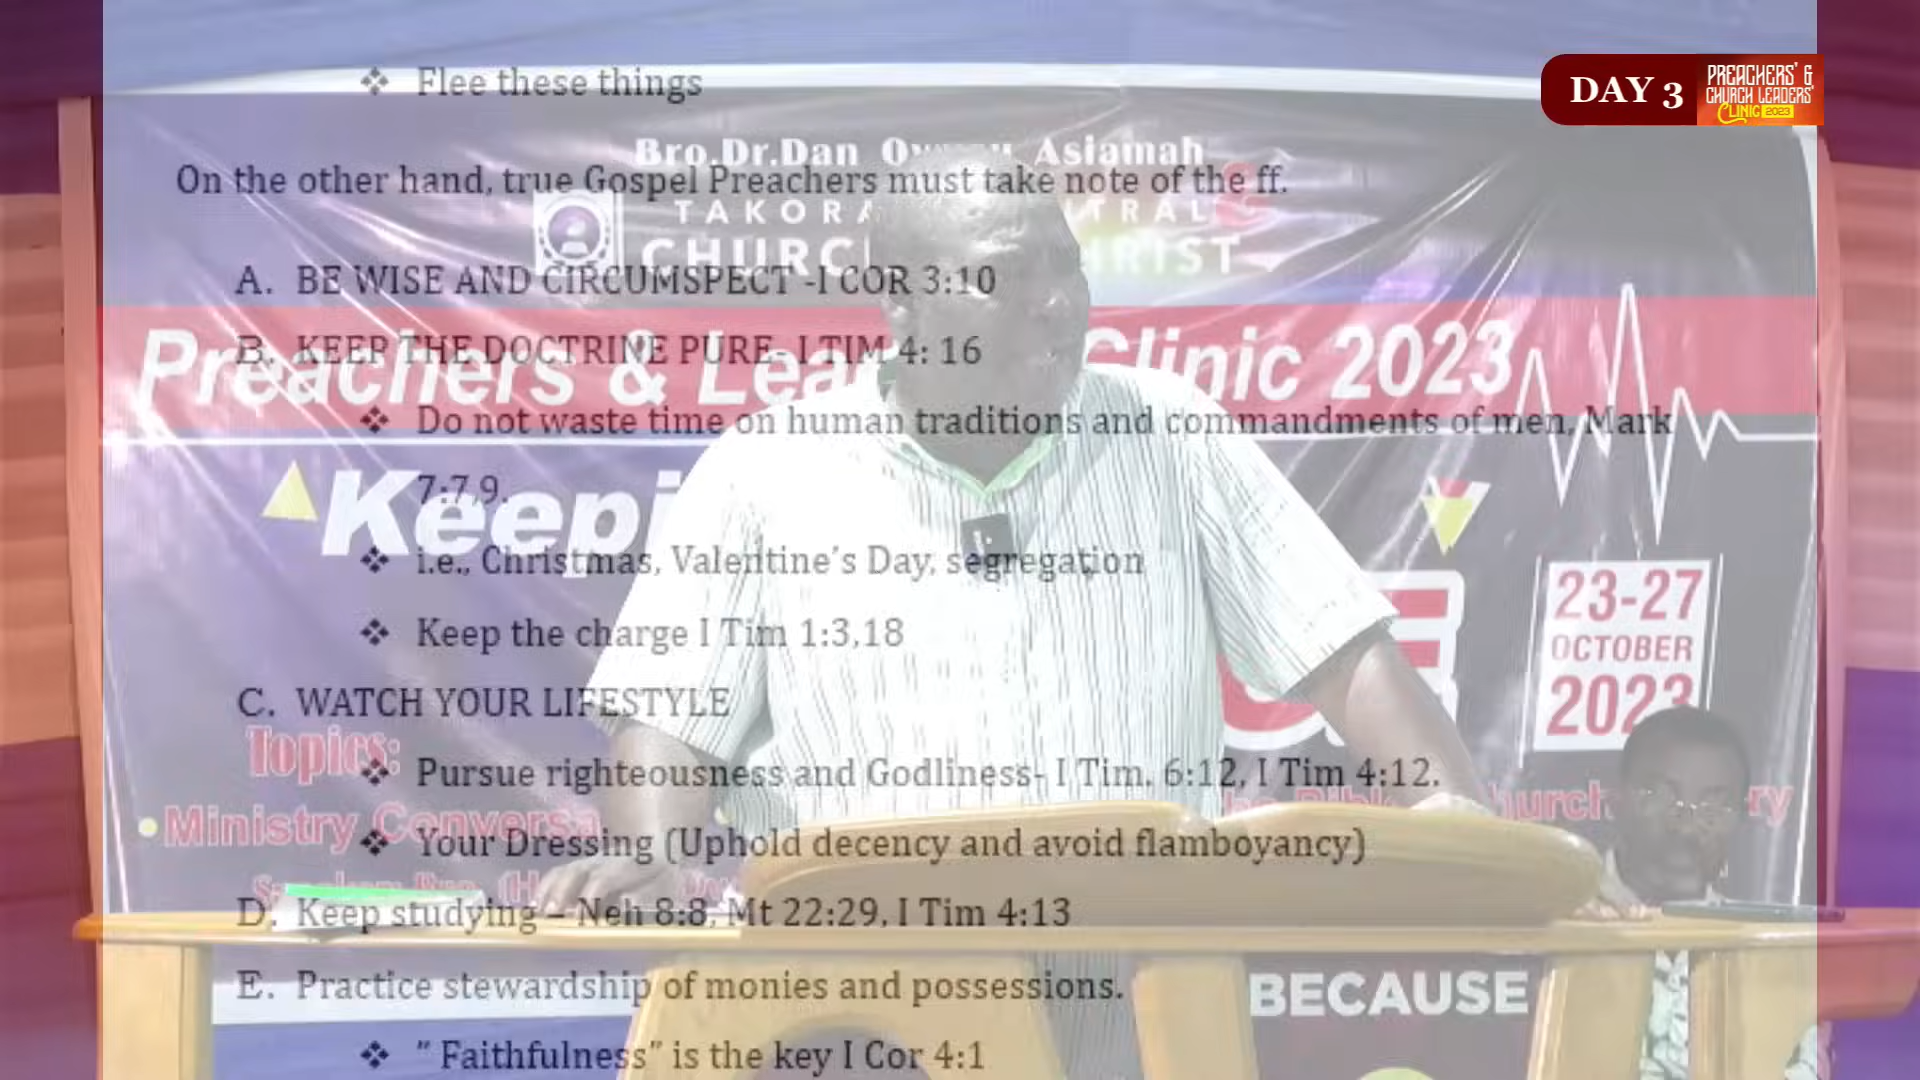 Flee these things
DAY 3
PREACHERS' &
CHURCH LEADERS'
CLINIC 2023
Bro.Dr.Dan Asiamah
On the other hand, true Gospel Preachers must take note of the ff.
&
CHURC RIST
A. BE WISE AND CIRCUMSPECT -I COR 3:10
Preachers & Lea Clinic 2023
B. KEEP THE DOCTRINE PURE- I TIM 4: 16
❖ Do not waste time on human traditions and commandments of men, Mark
7:7,9.
Keepi
❖ i.e., Christmas, Valentine's Day, segregation
23-27
OCTOBER
2023
❖ Keep the charge I Tim 1:3,18
C. WATCH YOUR LIFESTYLE
Topics:
❖ Pursue righteousness and Godliness- I Tim. 6:12, I Tim 4:12.
• Ministry Conversa
❖ Your Dressing (Uphold decency and avoid flamboyancy)
D. Keep studying – Neh 8:8, Mt 22:29, I Tim 4:13
E. Practice stewardship of monies and possessions.
BECAUSE
❖ " Faithfulness" is the key I Cor 4:1